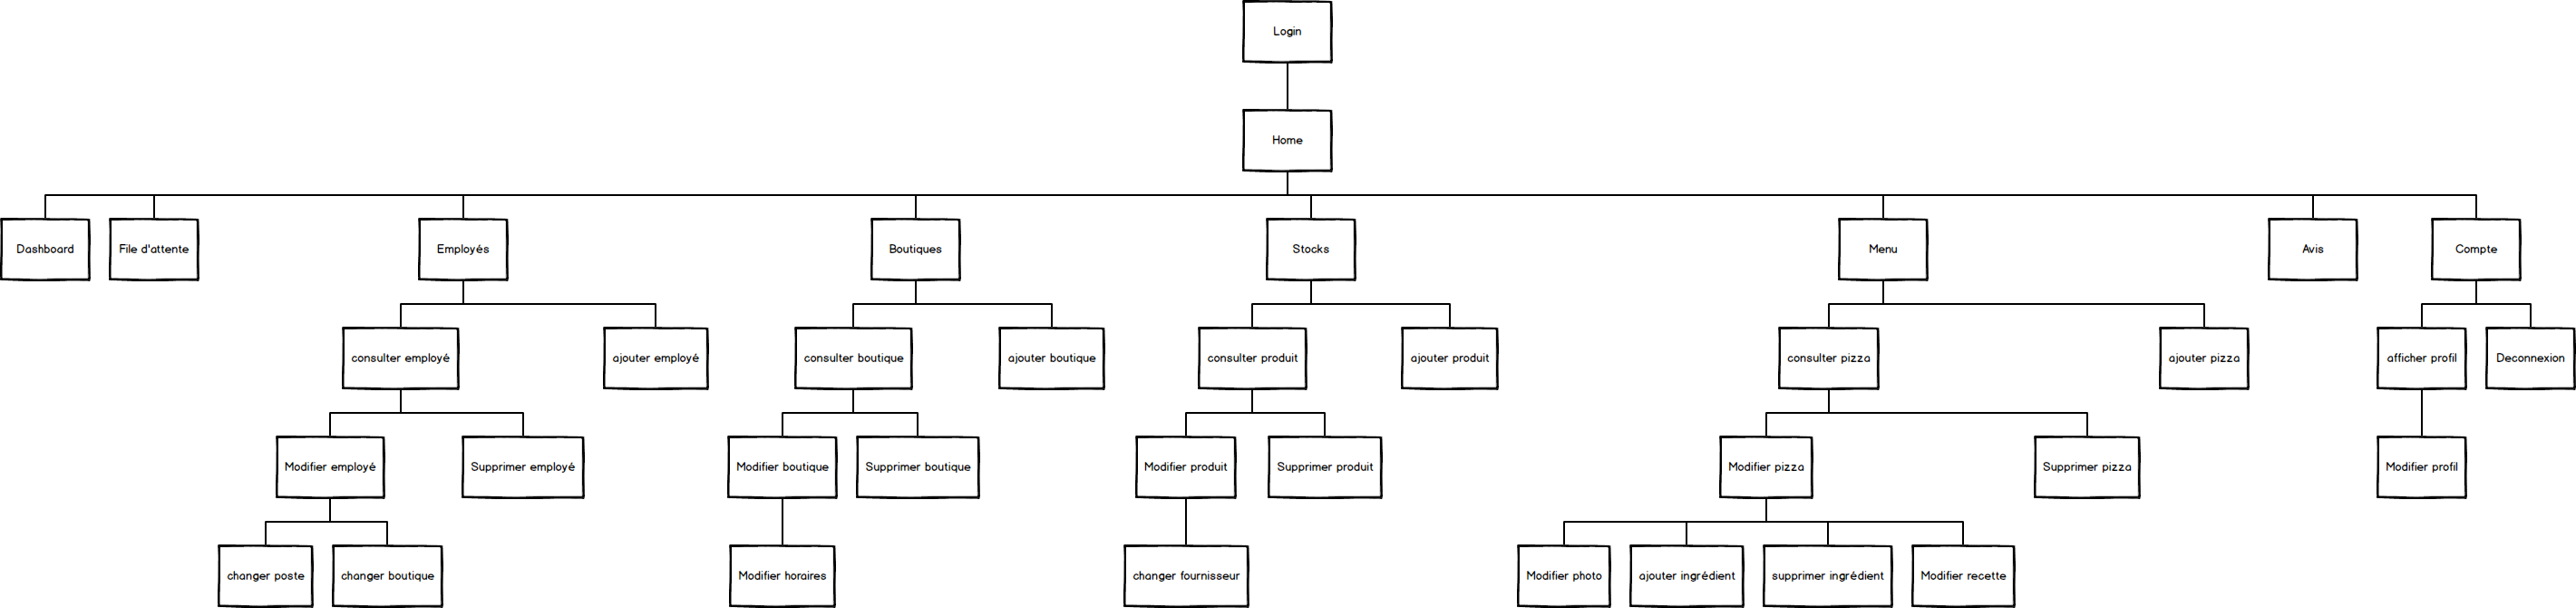 Login
Home
Dashboard
File d'attente
Employés
Boutiques
Stocks
Menu
Avis
Compte
consulter employé
ajouter employé
consulter boutique
ajouter boutique
consulter produit
ajouter produit
consulter pizza
ajouter pizza
afficher profil
Deconnexion
Modifier employé
Supprimer employé
Modifier boutique
Supprimer boutique
Modifier produit
Supprimer produit
Modifier pizza
Supprimer pizza
Modifier profil
changer poste
changer boutique
Modifier horaires
changer fournisseur
Modifier photo
ajouter ingrédient
supprimer ingrédient
Modifier recette